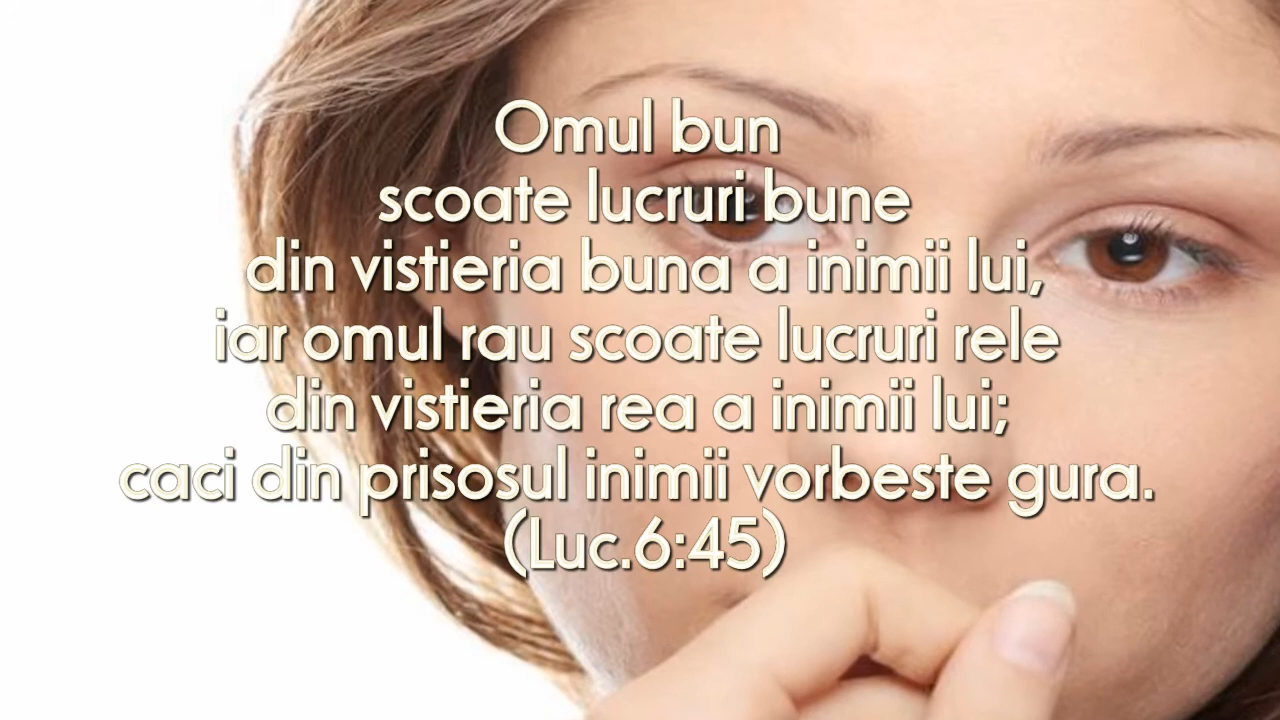 Omul bun
scoate lucruri bune
din vistieria buna a inimii lui,
iar omul rau scoate lucruri rele
din vistieria rea a inimii lui;
caci din prisosul inimii vorbeste gura.
(Luc.6:45)